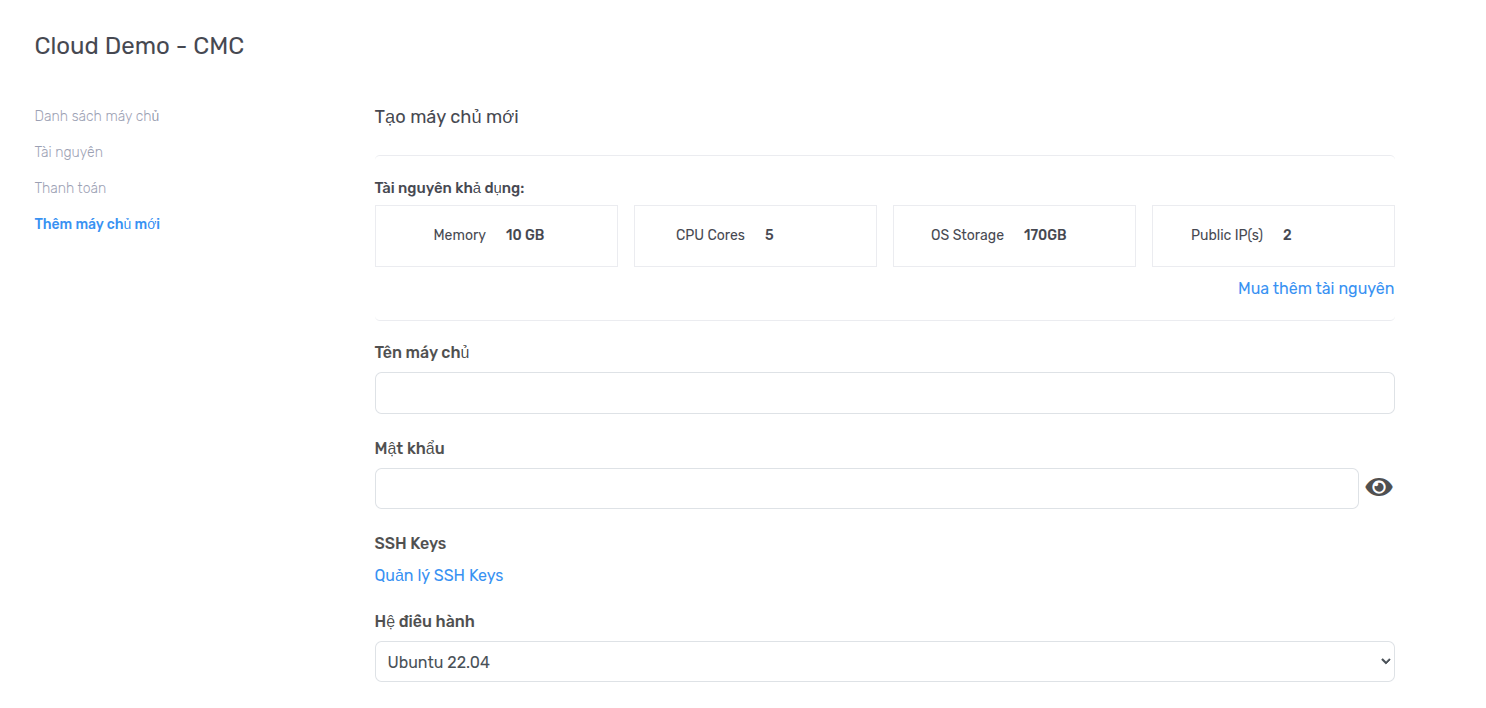 Cloud Demo - CMC
Danh sách máy chủ
Tài nguyên
Thanh toán
Thêm máy chủ mới
Tạo máy chủ mới
Tài nguyên khả dụng:
Memory 10 GB
CPU Cores 5
OS Storage 170GB
Public IP(s) 2
Mua thêm tài nguyên
Tên máy chủ
Mật khẩu
SSH Keys
Quản lý SSH Keys
Hệ điều hành
Ubuntu 22.04